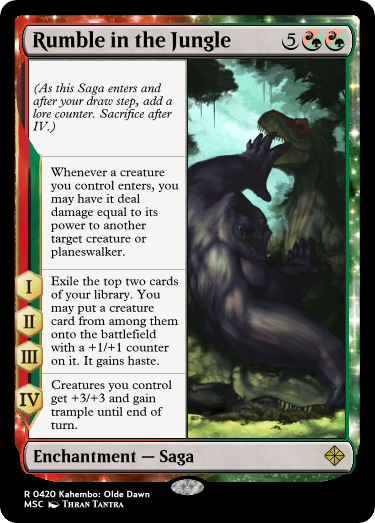 Rumble in the Jungle 5
(As this Saga enters and
after your draw step, add a
lore counter. Sacrifice after
IV.)
Whenever a creature
you control enters, you
may have it deal
damage equal to its
power to another
target creature or
planeswalker.
I
II
III
Exile the top two cards
of your library. You
may put a creature
card from among them
onto the battlefield
with a +1/+1 counter
on it. It gains haste.
IV
Creatures you control
get +3/+3 and gain
trample until end of
turn.
Enchantment — Saga
R 0420 Kahembo: Olde Dawn
MSC Thran Tantra